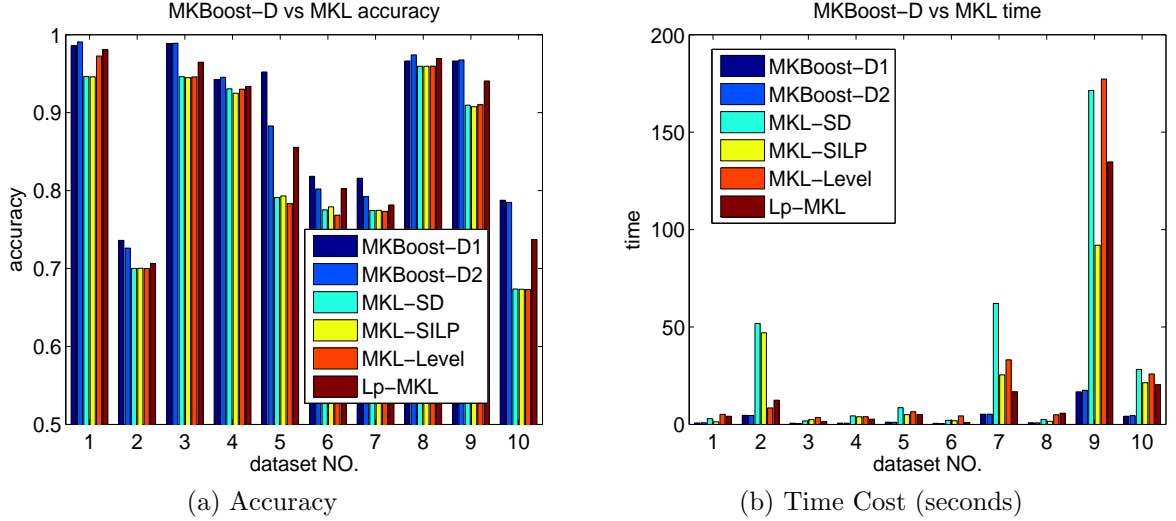 MKBoost−D vs MKL accuracy
1
0.9
0.8
0.7
0.6
0.5
accuracy
MKBoost−D1
MKBoost−D2
MKL−SD
MKL−SILP
MKL−Level
Lp−MKL
1 2 3 4 5 6 7 8 9 10
dataset NO.
(a) Accuracy
MKBoost−D vs MKL time
200
150
100
50
0
time
MKBoost−D1
MKBoost−D2
MKL−SD
MKL−SILP
MKL−Level
Lp−MKL
1 2 3 4 5 6 7 8 9 10
dataset NO.
(b) Time Cost (seconds)